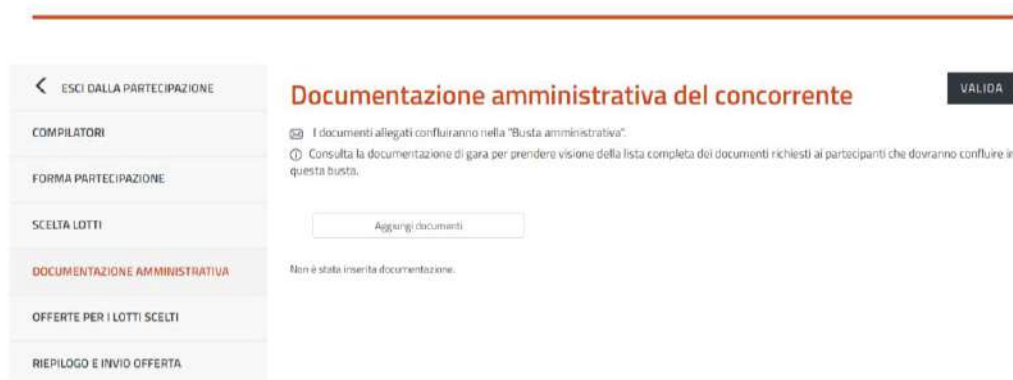 ESCI DALLA PARTECIPAZIONE
COMPILATORI
FORMA PARTECIPAZIONE
SCELTA LOTTI
DOCUMENTAZIONE AMMINISTRATIVA
OFFERTE PER I LOTTI SCELTI
RIEPILOGO E INVIO OFFERTA
Documentazione amministrativa del concorrente
VALIDA
I documenti allegati confluiranno nella "Busta amministrativa".
Consulta la documentazione di gara per prendere visione della lista completa dei documenti richiesti ai partecipanti che dovranno confluire in
questa busta.
Aggiungi documenti
Non è stata inserita documentazione.